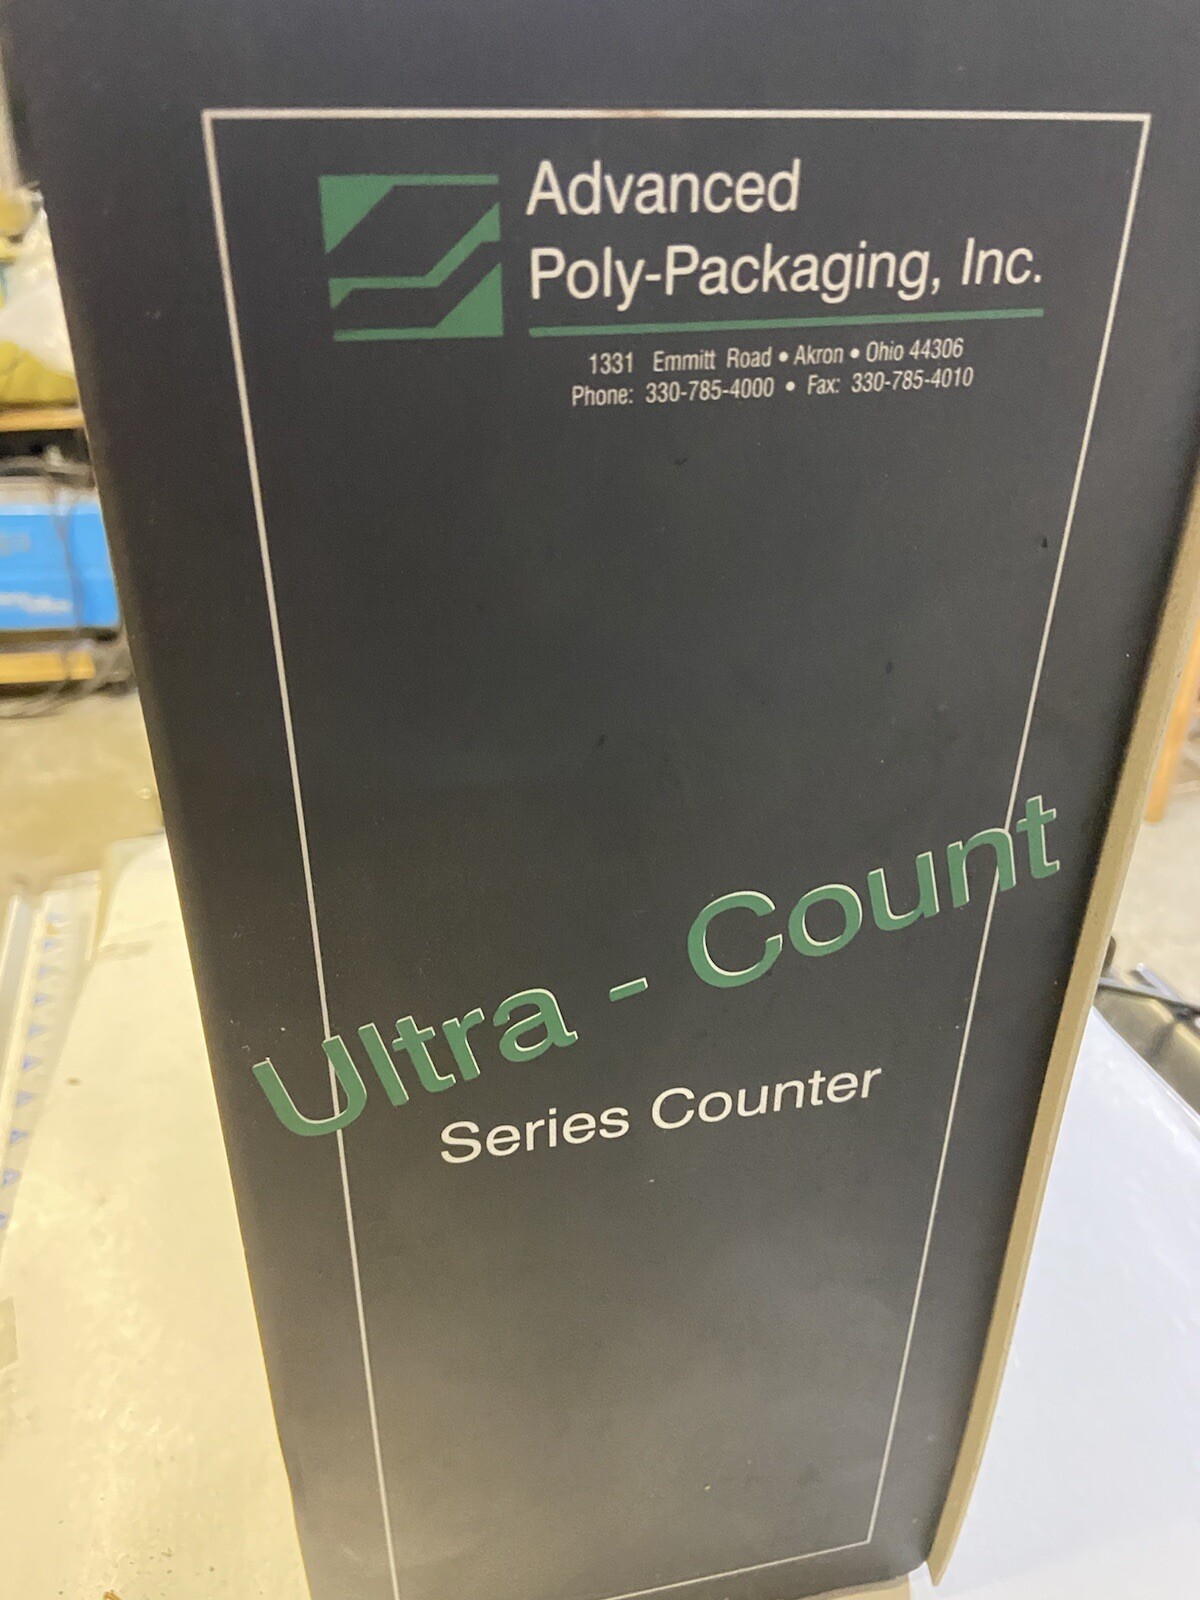 Advanced
Poly-Packaging, Inc.
1331 Emmitt Road • Akron • Ohio 44306
Phone: 330-785-4000 • Fax: 330-785-4010
Ultra - Count
Series Counter